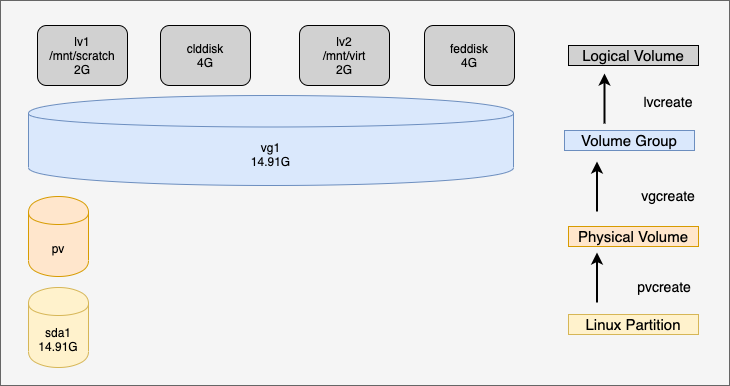 lv1
/mnt/scratch
2G
clddisk
4G
lv2
/mnt/virt
2G
feddisk
4G
vg1
14.91G
pv
sda1
14.91G
Logical Volume
lvcreate
Volume Group
vgcreate
Physical Volume
pvcreate
Linux Partition